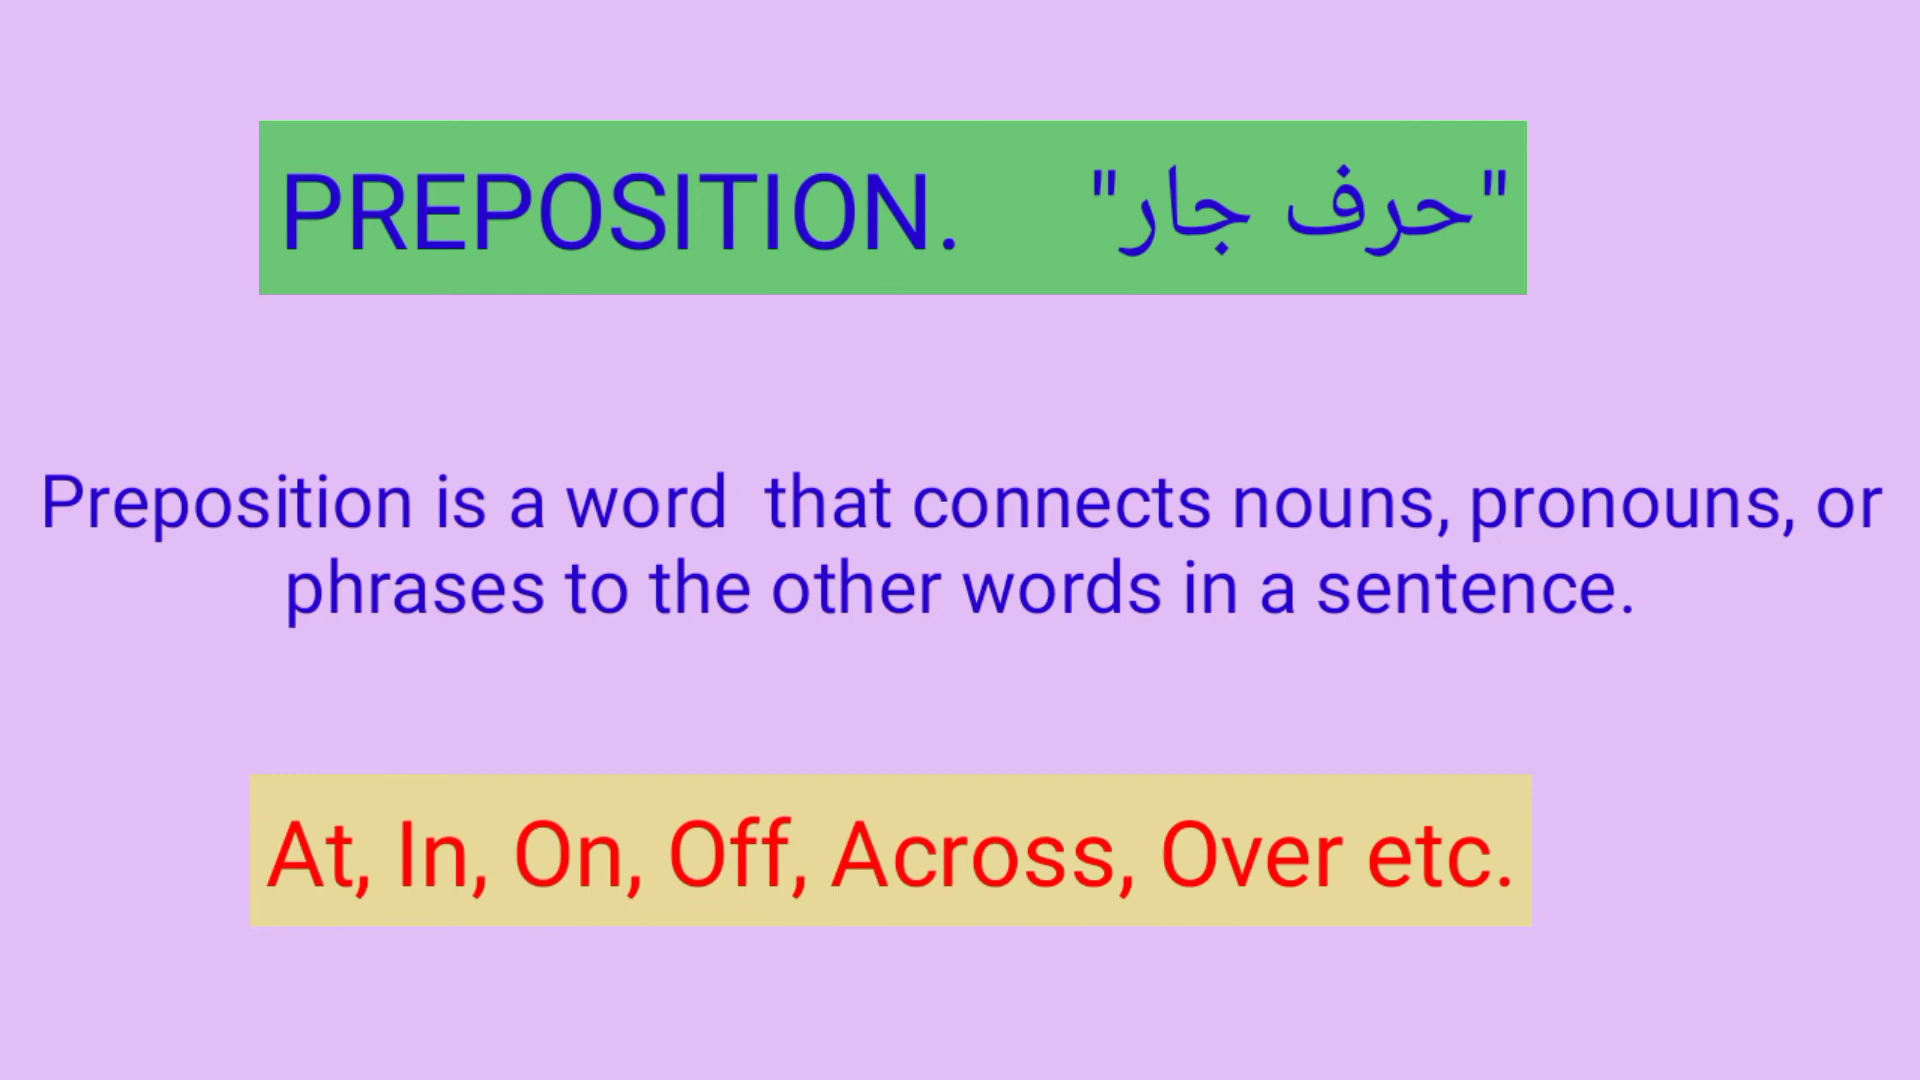 PREPOSITION. "حرف جار"
Preposition is a word that connects nouns, pronouns, or
phrases to the other words in a sentence.
At, In, On, Off, Across, Over etc.